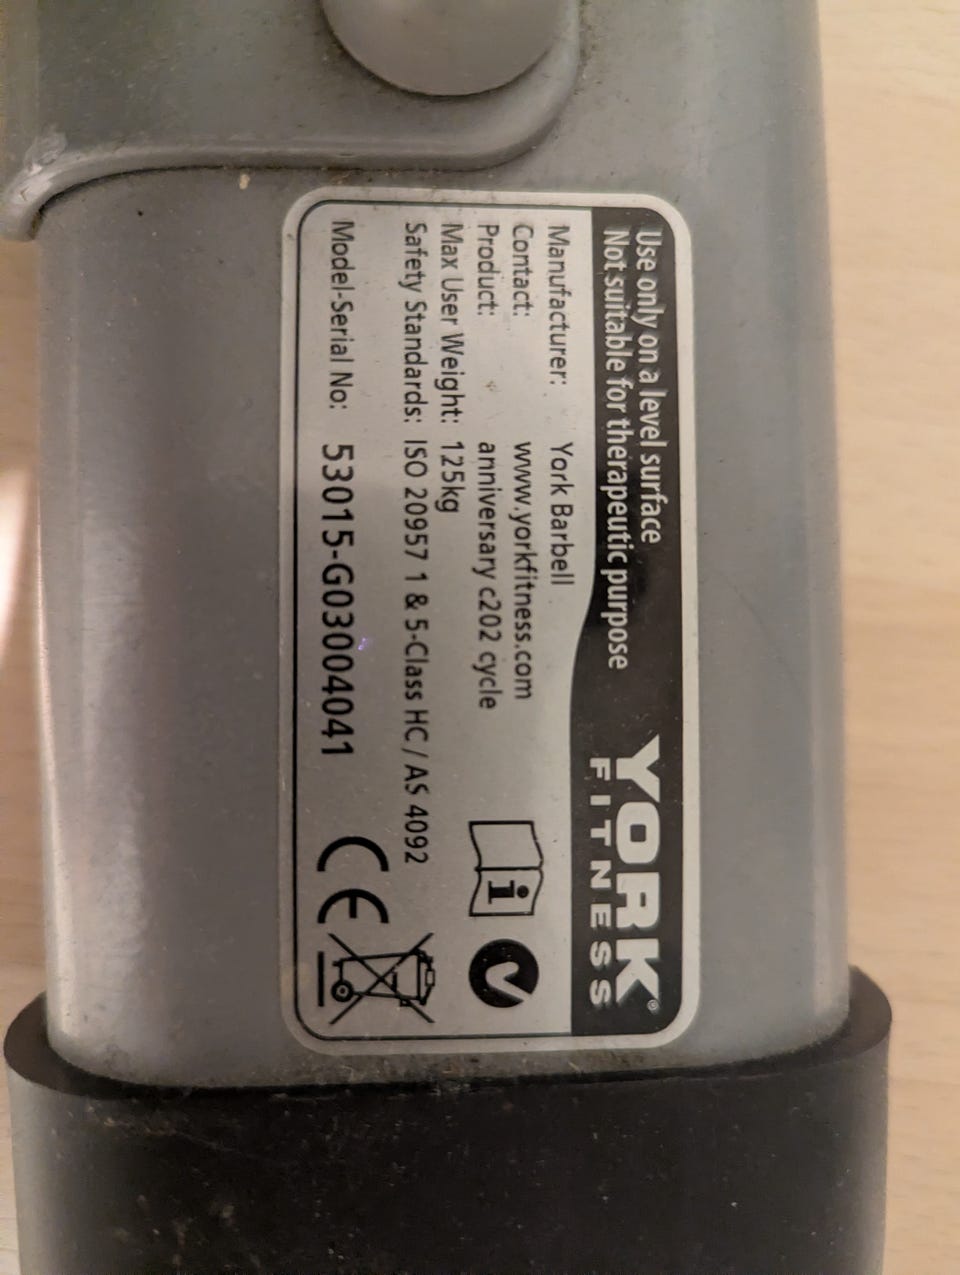 Use only on a level surface
Not suitable for therapeutic purpose
YORK®
FITNESS
Manufacturer: York Barbell
Contact: www.yorkfitness.com
Product: anniversary c202 cycle
Max User Weight: 125kg
Safety Standards: ISO 20957 1 & 5-Class HC / AS 4092
Model-Serial No: 53015-G03004041
i
CE